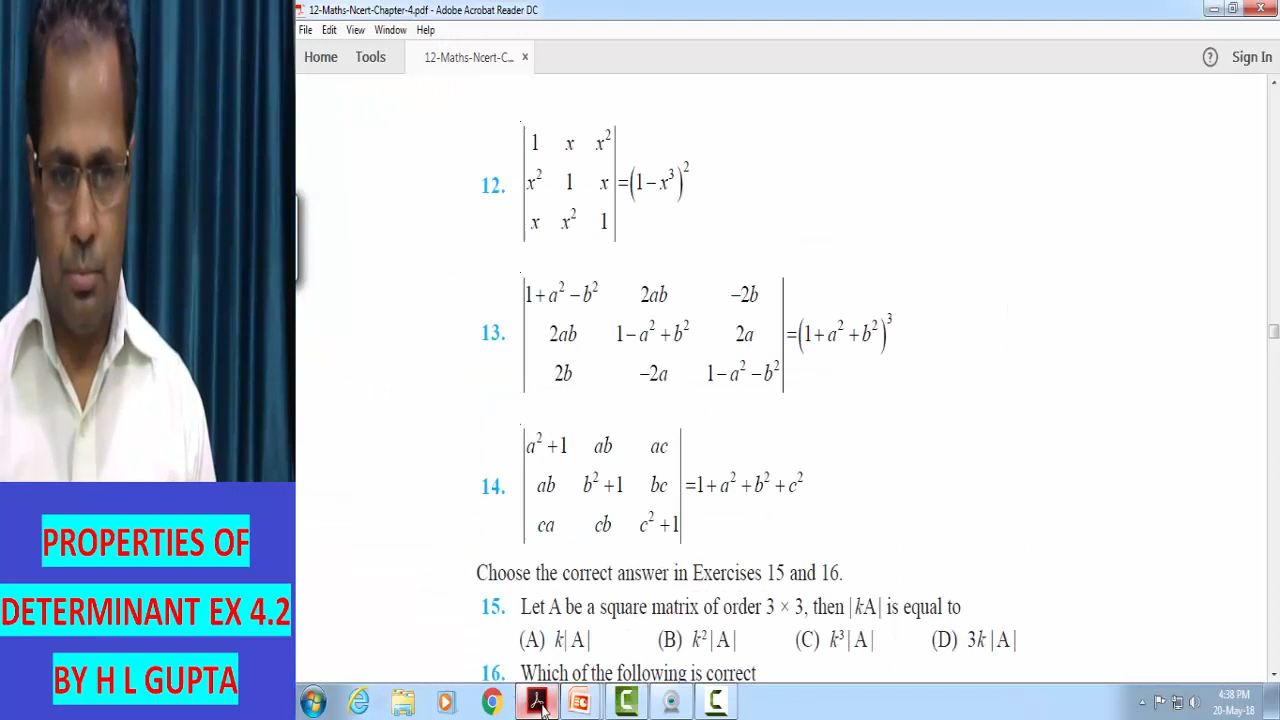 12-Maths-Ncert-Chapter-4.pdf - Adobe Acrobat Reader DC
File Edit View Window Help
Home Tools 12-Maths-Ncert-C... × ? Sign In
12. |1 x x²|
|x² 1 x| =(1−x³)²
|x x² 1|
13. |1+a²−b² 2ab −2b|
|2ab 1−a²+b² 2a| =(1+a²+b²)³
|2b −2a 1−a²−b²|
14. |a²+1 ab ac|
|ab b²+1 bc| =1+a²+b²+c²
|ca cb c²+1|
Choose the correct answer in Exercises 15 and 16.
15. Let A be a square matrix of order 3 × 3, then |kA| is equal to
(A) k|A| (B) k²|A| (C) k³|A| (D) 3k|A|
16. Which of the following is correct
PROPERTIES OF
DETERMINANT EX 4.2
BY H L GUPTA
4:38 PM
20-May-18